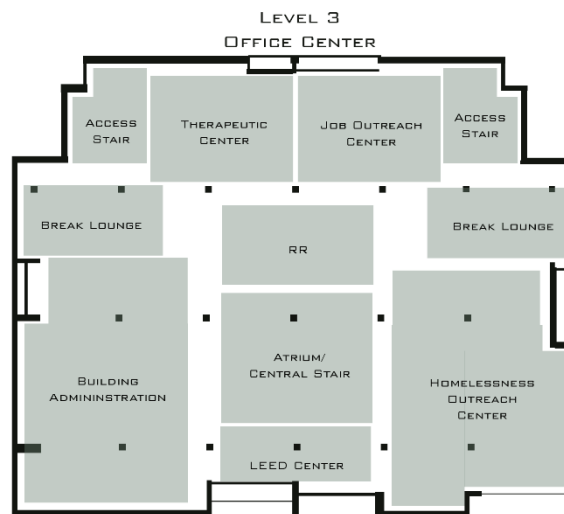 Level 3
Office Center
Access
Stair
Therapeutic
Center
Job Outreach
Center
Access
Stair
Break Lounge
Break Lounge
RR
Atrium/
Central Stair
Building
Admininstration
Homelessness
Outreach
Center
LEED Center